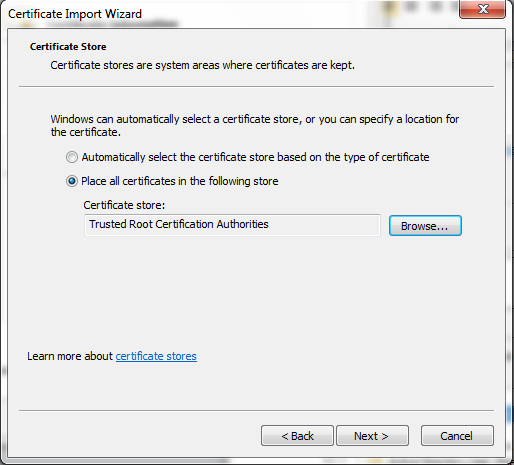 Certificate Import Wizard
Certificate Store
Certificate stores are system areas where certificates are kept.
Windows can automatically select a certificate store, or you can specify a location for
the certificate.
Automatically select the certificate store based on the type of certificate
Place all certificates in the following store
Certificate store:
Trusted Root Certification Authorities
Browse...
Learn more about certificate stores
< Back
Next >
Cancel